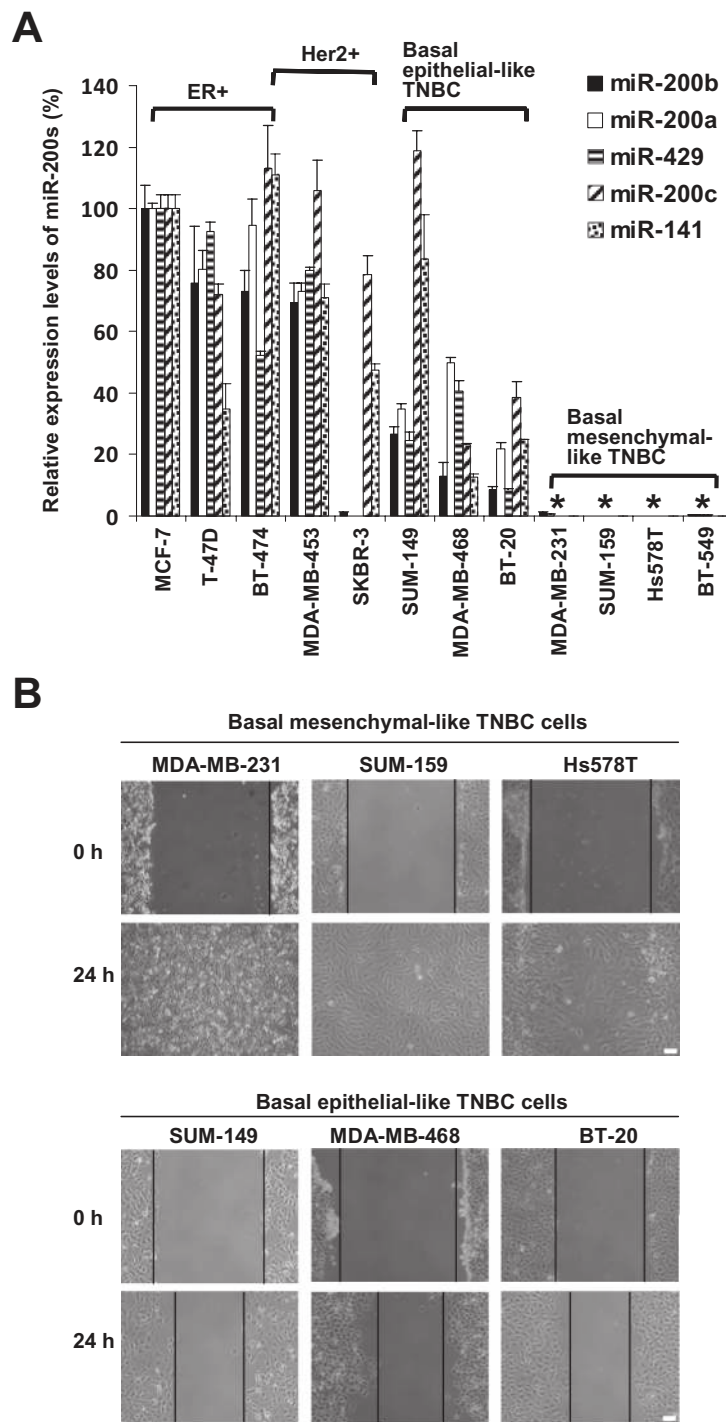 A
Relative expression levels of miR-200s (%)
140
120
100
80
60
40
20
0
ER+
Her2+
Basal
epithelial-like
TNBC
miR-200b
miR-200a
miR-429
miR-200c
miR-141
Basal
mesenchymal-like TNBC
* * * *
MCF-7
T-47D
BT-474
MDA-MB-453
SKBR-3
SUM-149
MDA-MB-468
BT-20
MDA-MB-231
SUM-159
Hs578T
BT-549
B
Basal mesenchymal-like TNBC cells
MDA-MB-231 SUM-159 Hs578T
0 h
24 h
Basal epithelial-like TNBC cells
SUM-149 MDA-MB-468 BT-20
0 h
24 h